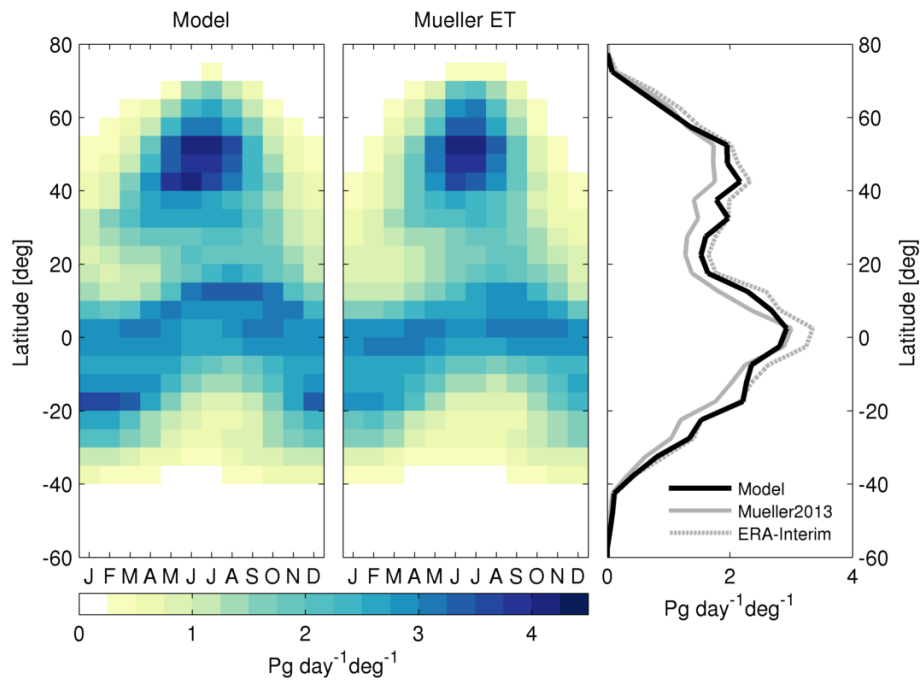 Model
Mueller ET
80
60
40
20
0
-20
-40
-60
Latitude [deg]
J F M A M J J A S O N D
J F M A M J J A S O N D
0 1 2 3 4
Pg day⁻¹deg⁻¹
80
60
40
20
0
-20
-40
-60
Latitude [deg]
Model
Mueller2013
ERA-Interim
0 2 4
Pg day⁻¹deg⁻¹